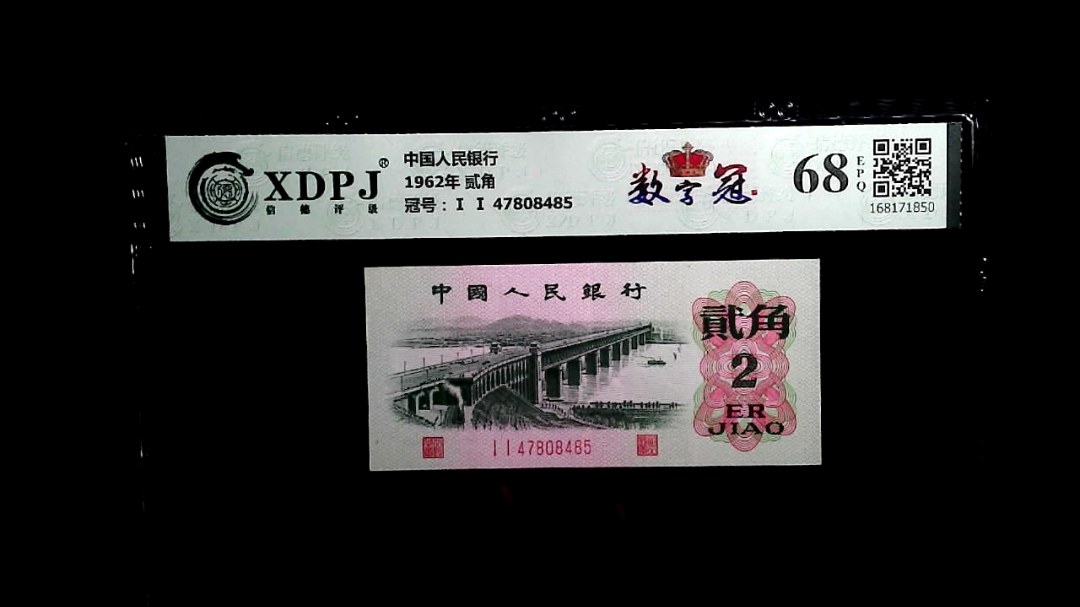 XDPJ®
信德评级
中国人民银行
1962年 贰角
冠号：I I 47808485
数字冠
68
EPQ
168171850
中國人民銀行
貳角
2
ER
JIAO
I I 47808485